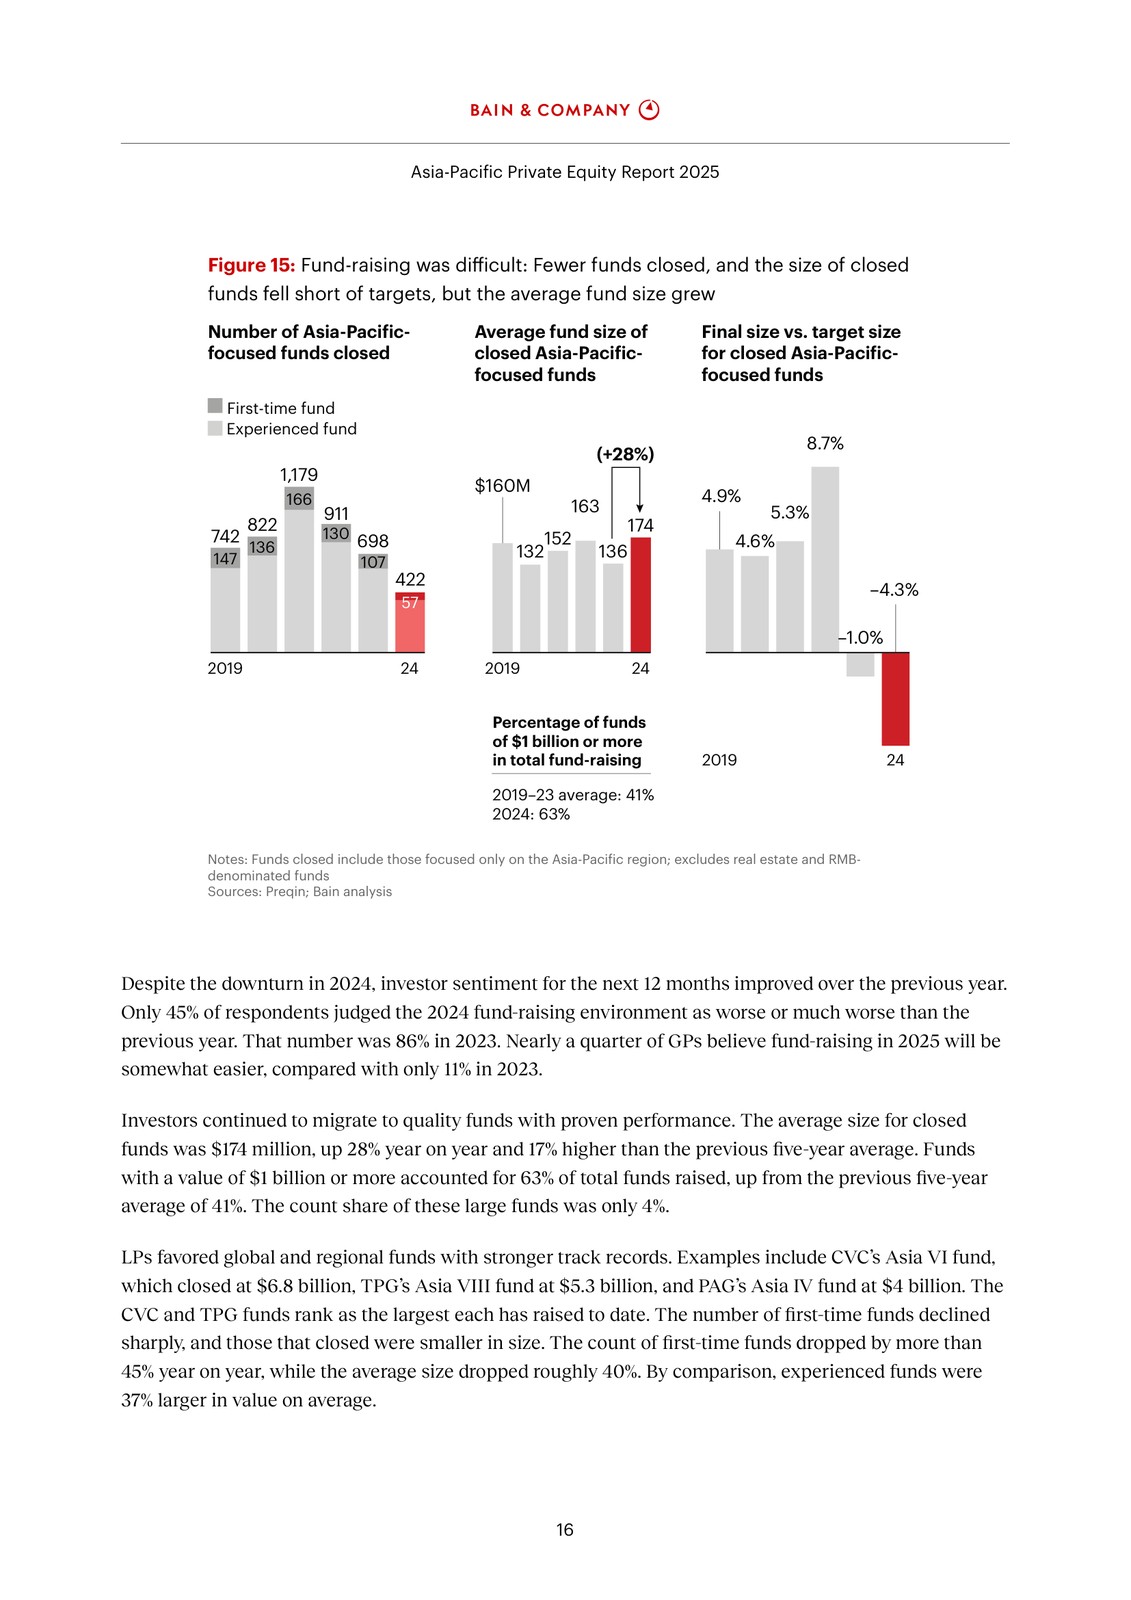 BAIN & COMPANY
Asia-Pacific Private Equity Report 2025
Figure 15: Fund-raising was difficult: Fewer funds closed, and the size of closed
funds fell short of targets, but the average fund size grew
Number of Asia-Pacific-
focused funds closed
First-time fund
Experienced fund
742
822
1,179
911
698
422
147
136
166
130
107
57
2019
24
Average fund size of
closed Asia-Pacific-
focused funds
(+28%)
$160M
132
152
163
136
174
2019
24
Percentage of funds
of $1 billion or more
in total fund-raising
2019–23 average: 41%
2024: 63%
Final size vs. target size
for closed Asia-Pacific-
focused funds
4.9%
4.6%
5.3%
8.7%
–1.0%
–4.3%
2019
24
Notes: Funds closed include those focused only on the Asia-Pacific region; excludes real estate and RMB-
denominated funds
Sources: Preqin; Bain analysis
Despite the downturn in 2024, investor sentiment for the next 12 months improved over the previous year.
Only 45% of respondents judged the 2024 fund-raising environment as worse or much worse than the
previous year. That number was 86% in 2023. Nearly a quarter of GPs believe fund-raising in 2025 will be
somewhat easier, compared with only 11% in 2023.
Investors continued to migrate to quality funds with proven performance. The average size for closed
funds was $174 million, up 28% year on year and 17% higher than the previous five-year average. Funds
with a value of $1 billion or more accounted for 63% of total funds raised, up from the previous five-year
average of 41%. The count share of these large funds was only 4%.
LPs favored global and regional funds with stronger track records. Examples include CVC’s Asia VI fund,
which closed at $6.8 billion, TPG’s Asia VIII fund at $5.3 billion, and PAG’s Asia IV fund at $4 billion. The
CVC and TPG funds rank as the largest each has raised to date. The number of first-time funds declined
sharply, and those that closed were smaller in size. The count of first-time funds dropped by more than
45% year on year, while the average size dropped roughly 40%. By comparison, experienced funds were
37% larger in value on average.
16